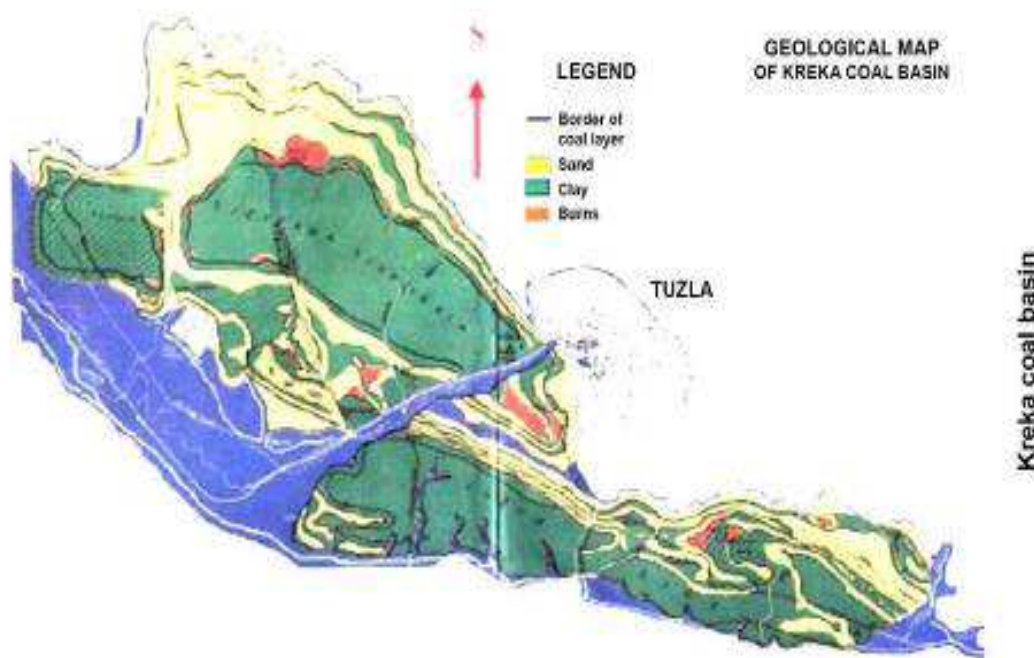 GEOLOGICAL MAP
OF KREKA COAL BASIN
LEGEND
Border of
coal layer
Sand
Clay
Burns
TUZLA
Kreka coal basin